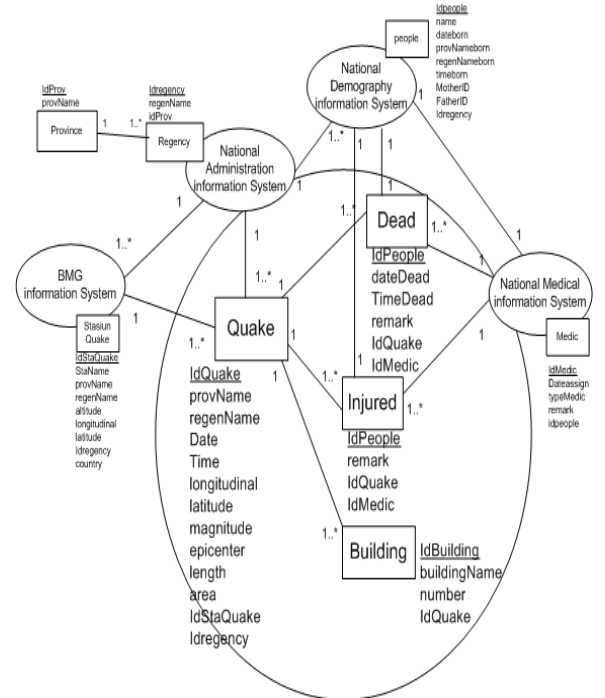 Idpeople
name
dateborn
provNameborn
regenNameborn
timeborn
MotherID
FatherID
Idregency
people
National
Demography
information System
IdProv
provName
Province
1
1..*
Idregency
regenName
idProv
Regency
National
Administration
information System
1..*
1
1
1
1
1
1
1
1..*
1
1..*
Dead
1..*
IdPeople
dateDead
TimeDead
remark
IdQuake
IdMedic
1
1
National Medical
information System
Medic
IdMedic
Dateassign
typeMedic
remark
idpeople
1
BMG
information System
Stasiun
Quake
IdStaQuake
StaName
provName
regenName
altitude
longitudinal
latitude
Idregency
country
1
1..*
1..*
1
Quake
1
1
IdQuake
provName
regenName
Date
Time
longitudinal
latitude
magnitude
epicenter
length
area
IdStaQuake
Idregency
1
1..*
Injured
1..*
IdPeople
remark
IdQuake
IdMedic
1..*
Building
IdBuilding
buildingName
number
IdQuake